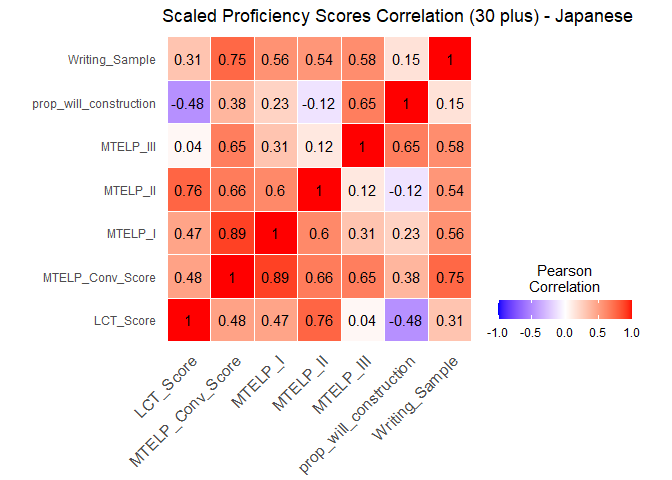 Scaled Proficiency Scores Correlation (30 plus) - Japanese
Writing_Sample 0.31 0.75 0.56 0.54 0.58 0.15 1
prop_will_construction -0.48 0.38 0.23 -0.12 0.65 1 0.15
MTELP_III 0.04 0.65 0.31 0.12 1 0.65 0.58
MTELP_II 0.76 0.66 0.6 1 0.12 -0.12 0.54
MTELP_I 0.47 0.89 1 0.6 0.31 0.23 0.56
MTELP_Conv_Score 0.48 1 0.89 0.66 0.65 0.38 0.75
LCT_Score 1 0.48 0.47 0.76 0.04 -0.48 0.31
LCT_Score
MTELP_Conv_Score
MTELP_I
MTELP_II
MTELP_III
prop_will_construction
Writing_Sample
Pearson
Correlation
-1.0 -0.5 0.0 0.5 1.0